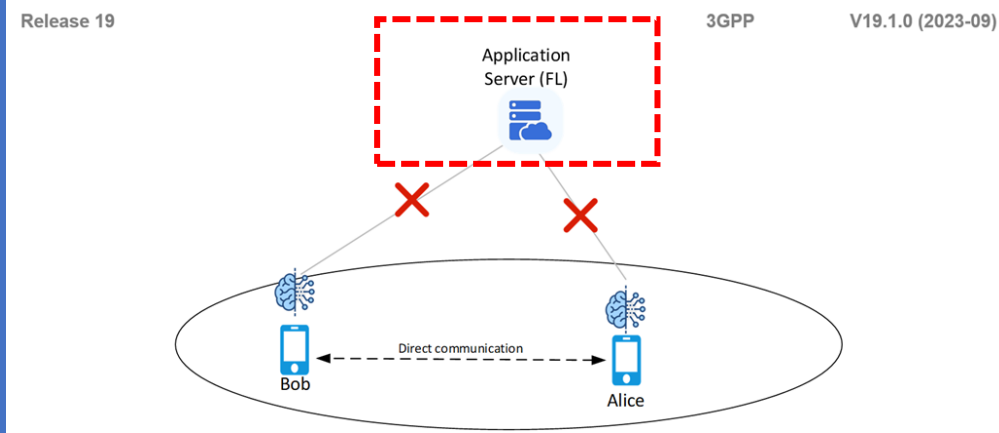 Release 19
3GPP
V19.1.0 (2023-09)
Application
Server (FL)
Direct communication
Bob
Alice